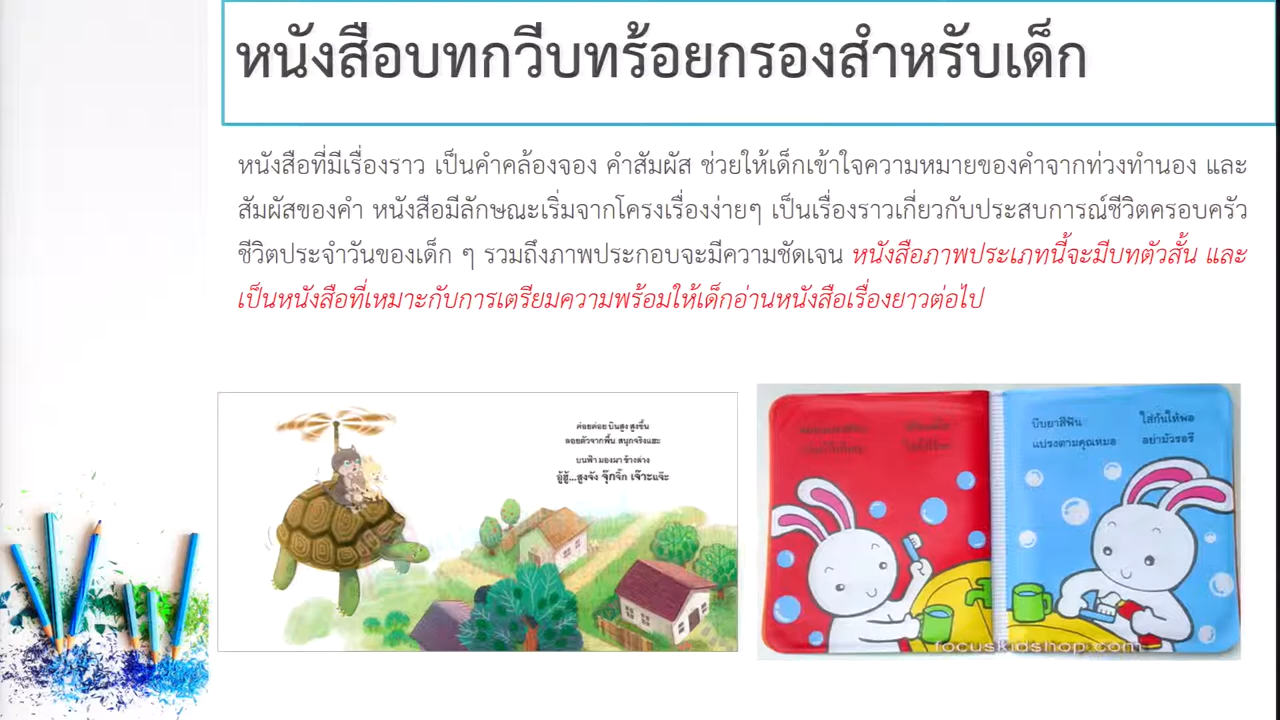 หนังสือบทกวีบทร้อยกรองสำหรับเด็ก
หนังสือที่มีเรื่องราว เป็นคำคล้องจอง คำสัมผัส ช่วยให้เด็กเข้าใจความหมายของคำจากท่วงทำนอง และ
สัมผัสของคำ หนังสือมีลักษณะเริ่มจากโครงเรื่องง่ายๆ เป็นเรื่องราวเกี่ยวกับประสบการณ์ชีวิตครอบครัว
ชีวิตประจำวันของเด็ก ๆ รวมถึงภาพประกอบจะมีความชัดเจน หนังสือภาพประเภทนี้จะมีบทตัวสั้น และ
เป็นหนังสือที่เหมาะกับการเตรียมความพร้อมให้เด็กอ่านหนังสือเรื่องยาวต่อไป
ค่อยค่อย บินสูง สูงขึ้น
ลอยตัวจากพื้น สนุกจริงแฮะ
บนฟ้า มองมา ข้างล่าง
อู้ฮู้...สูงจัง จุ๊กจิ๊ก เจ๊าะแจ๊ะ
บีบยาสีฟัน ใส่กันให้พอ
แปรงตามคุณหมอ อย่ามัวรอรี
focuskidshop.com